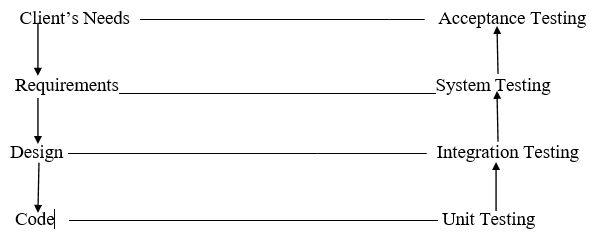 Client’s Needs Acceptance Testing
Requirements System Testing
Design Integration Testing
Code Unit Testing